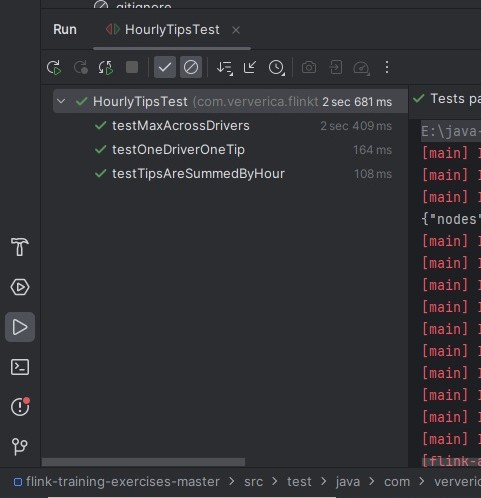 .gitignore
Run HourlyTipsTest
HourlyTipsTest (com.ververica.flinkt 2 sec 681 ms
Tests pa
testMaxAcrossDrivers 2 sec 409 ms
testOneDriverOneTip 164 ms
testTipsAreSummedByHour 108 ms
E:\java-
[main] I
[main] I
[main] I
{"nodes"
[main] I
[main] I
[main] I
[main] I
[main] I
[main] I
[main] I
[main] I
[main] I
[main] I
[flink-a
flink-training-exercises-master > src > test > java > com > ververic